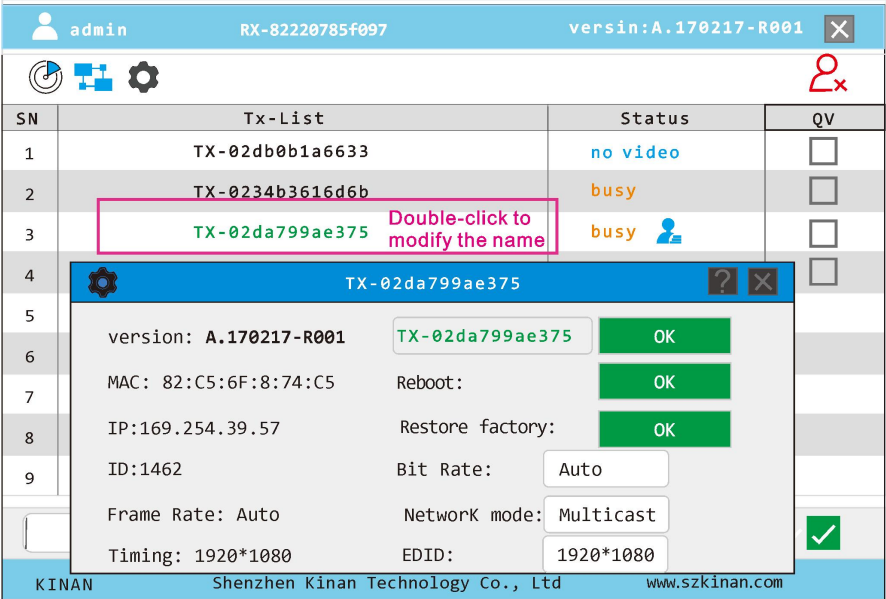 admin RX-82220785f097 versin:A.170217-R001
SN Tx-List Status QV
1 TX-02db0b1a6633 no video
2 TX-0234b3616d6b busy
3 TX-02da799ae375 Double-click to modify the name busy
4
TX-02da799ae375 ?
5
version: A.170217-R001 TX-02da799ae375 OK
6
MAC: 82:C5:6F:8:74:C5 Reboot: OK
7
IP:169.254.39.57 Restore factory: OK
8
ID:1462 Bit Rate: Auto
9
Frame Rate: Auto NetworK mode: Multicast
Timing: 1920*1080 EDID: 1920*1080
KINAN Shenzhen Kinan Technology Co., Ltd www.szkinan.com